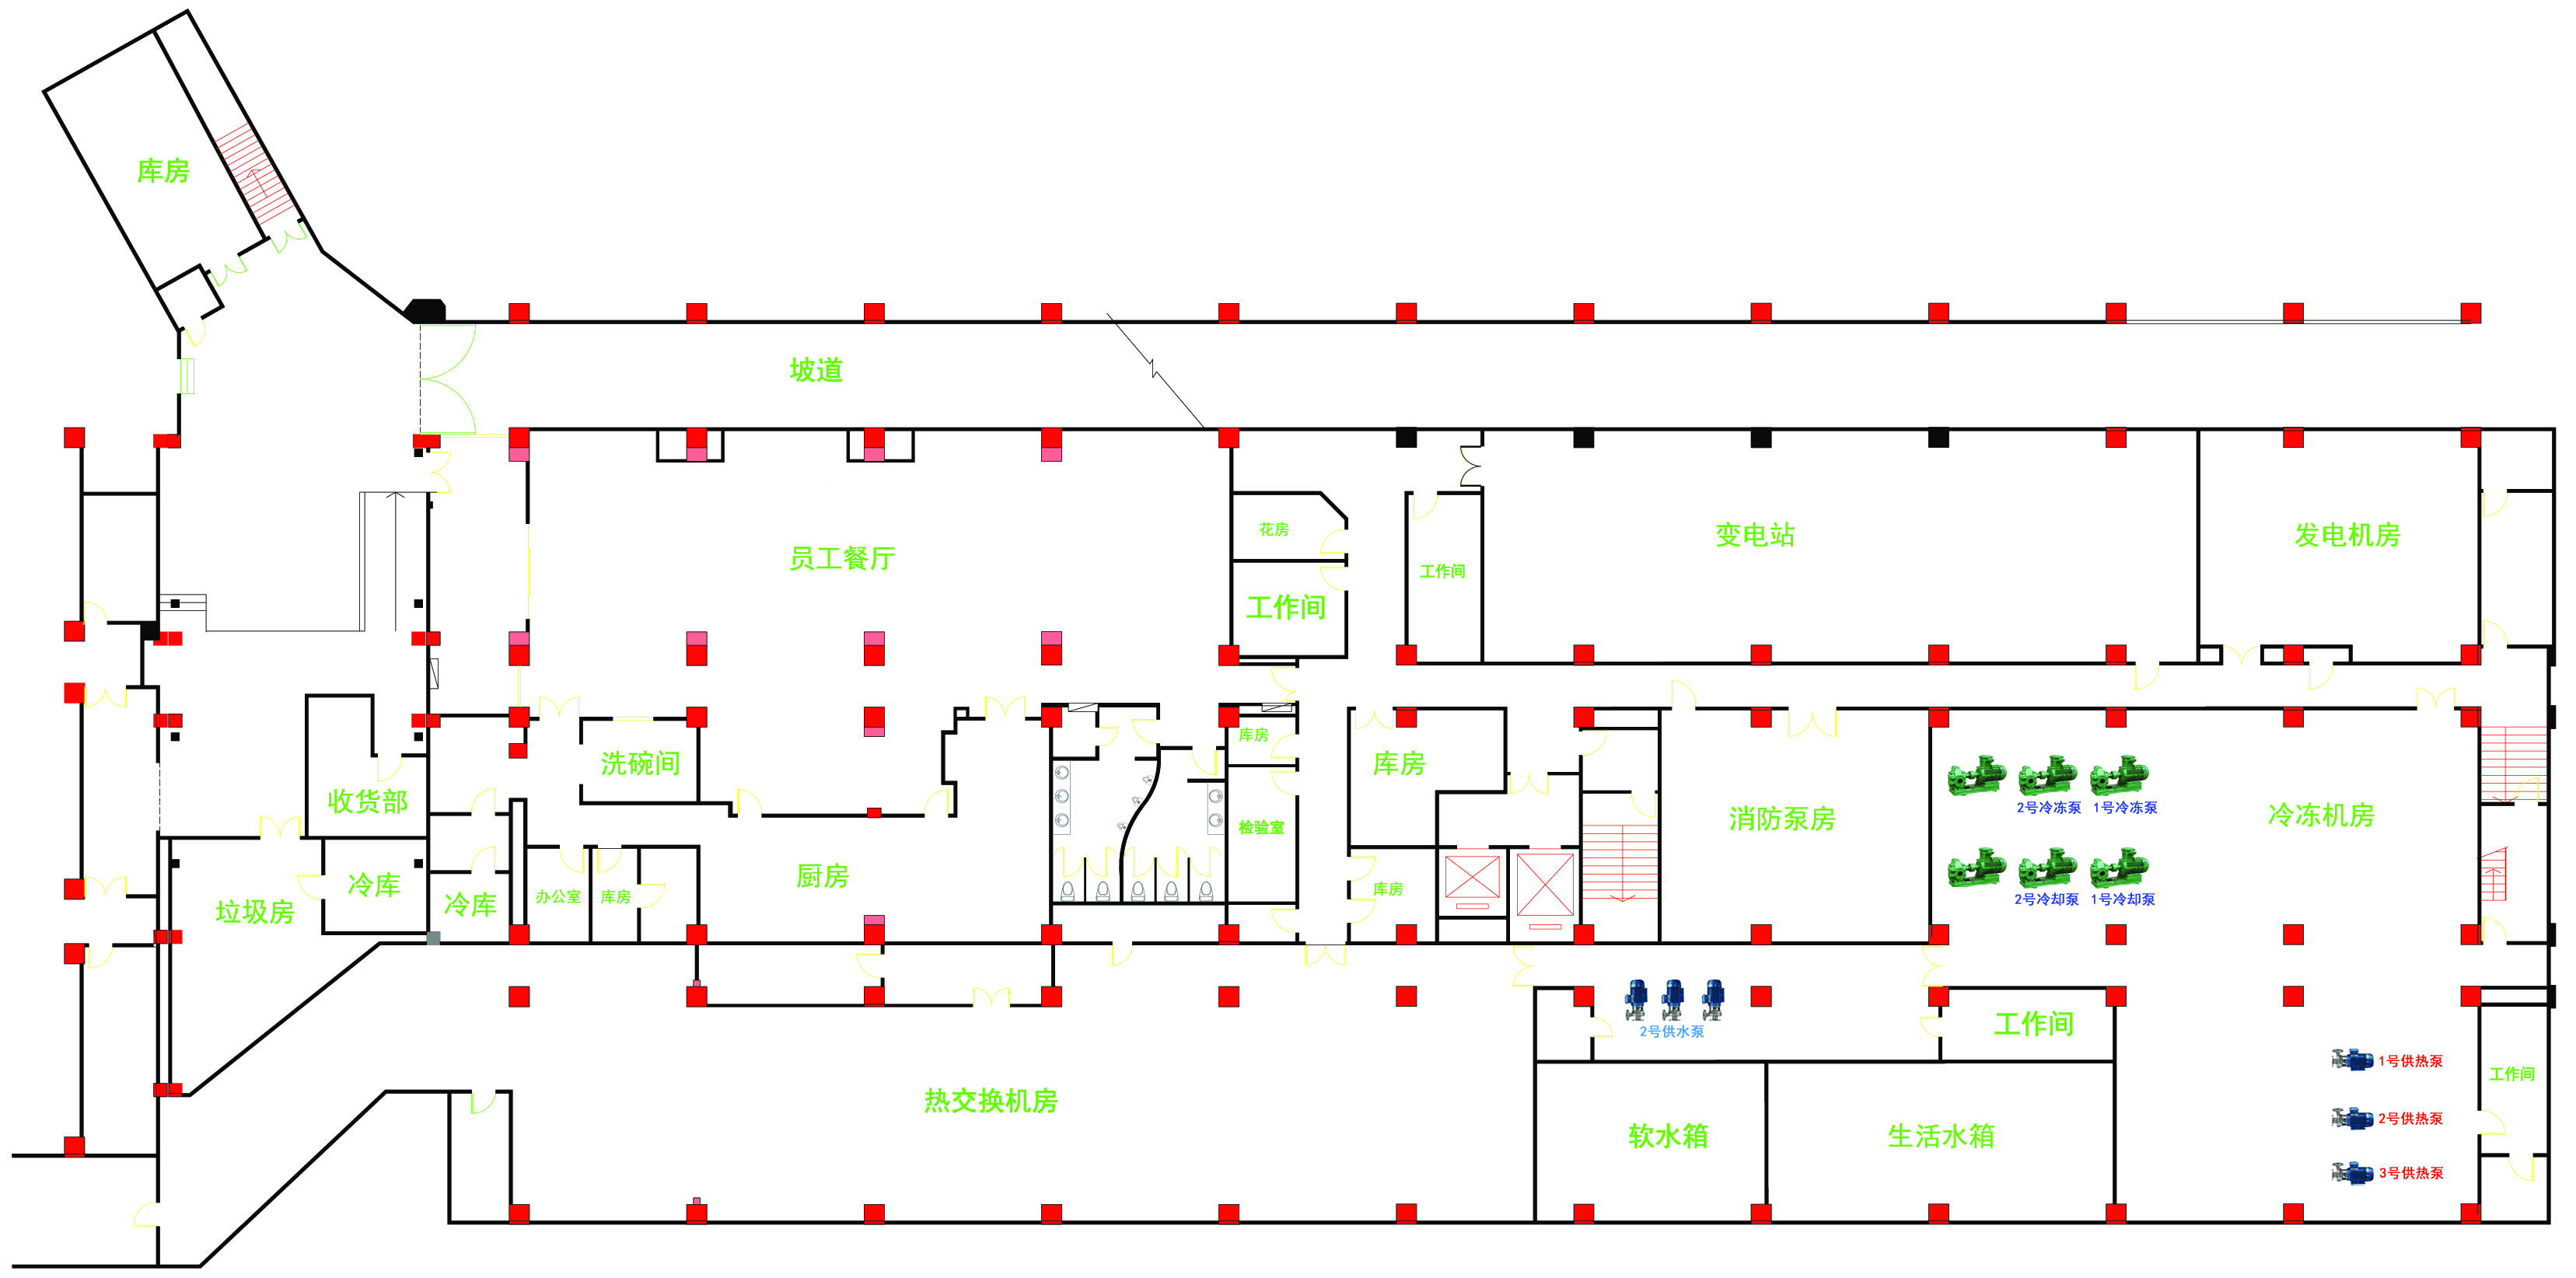 库房
坡道
员工餐厅
花房
工作间
工作间
变电站
发电机房
洗碗间
收货部
库房
库房
检验室
消防泵房
2号冷冻泵
1号冷冻泵
冷冻机房
2号冷却泵
1号冷却泵
厨房
冷库
冷库
垃圾房
办公室
库房
库房
2号供水泵
工作间
1号供热泵
工作间
热交换机房
2号供热泵
软水箱
生活水箱
3号供热泵